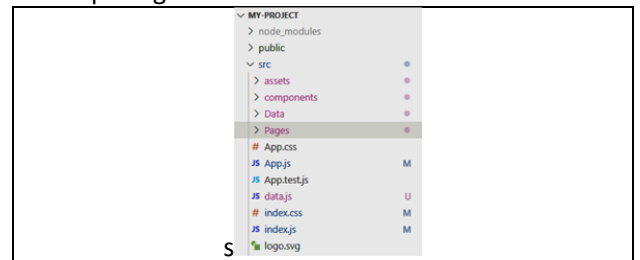 MY-PROJECT
node_modules
public
src
assets
components
Data
Pages
# App.css
JS App.js M
JS App.test.js
JS data.js U
# index.css M
JS index.js M
s logo.svg